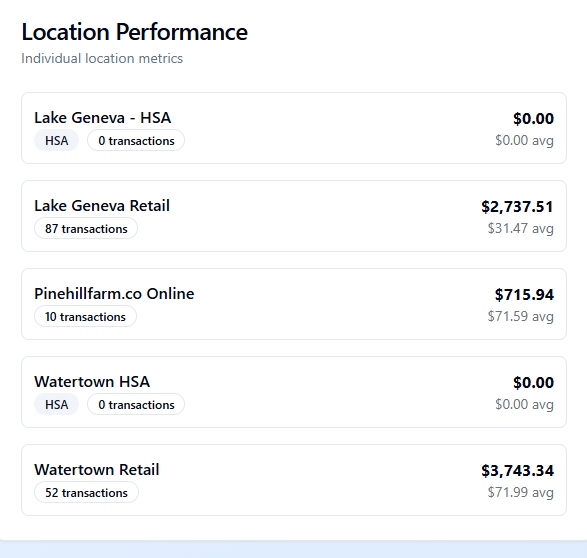 Location Performance
Individual location metrics
Lake Geneva - HSA
$0.00
HSA
0 transactions
$0.00 avg
Lake Geneva Retail
$2,737.51
87 transactions
$31.47 avg
Pinehillfarm.co Online
$715.94
10 transactions
$71.59 avg
Watertown HSA
$0.00
HSA
0 transactions
$0.00 avg
Watertown Retail
$3,743.34
52 transactions
$71.99 avg